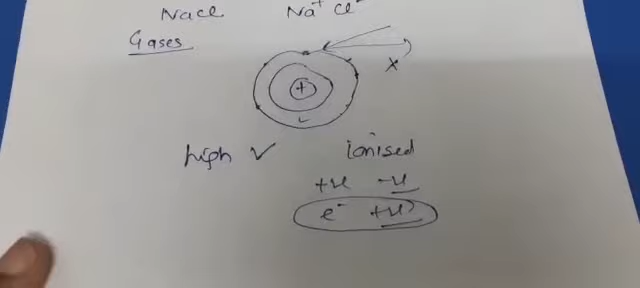 NaCl Na⁺ Cl⁻
Gases
+
x
high ✓ ionised
+ve -ve
e⁻ +ve